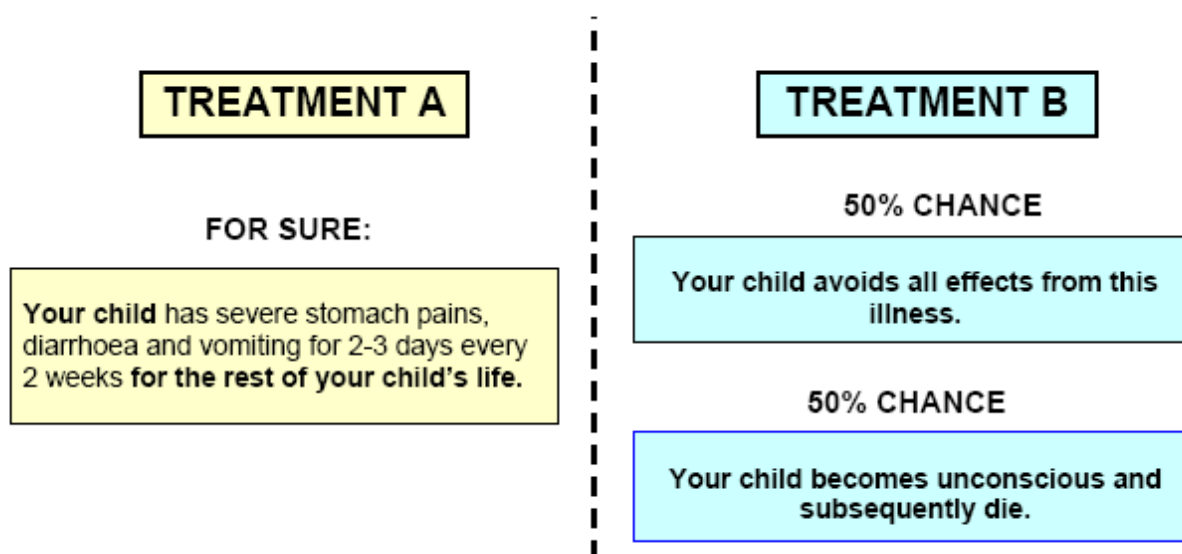 TREATMENT A
FOR SURE:
Your child has severe stomach pains,
diarrhoea and vomiting for 2-3 days every
2 weeks for the rest of your child's life.
TREATMENT B
50% CHANCE
Your child avoids all effects from this
illness.
50% CHANCE
Your child becomes unconscious and
subsequently die.